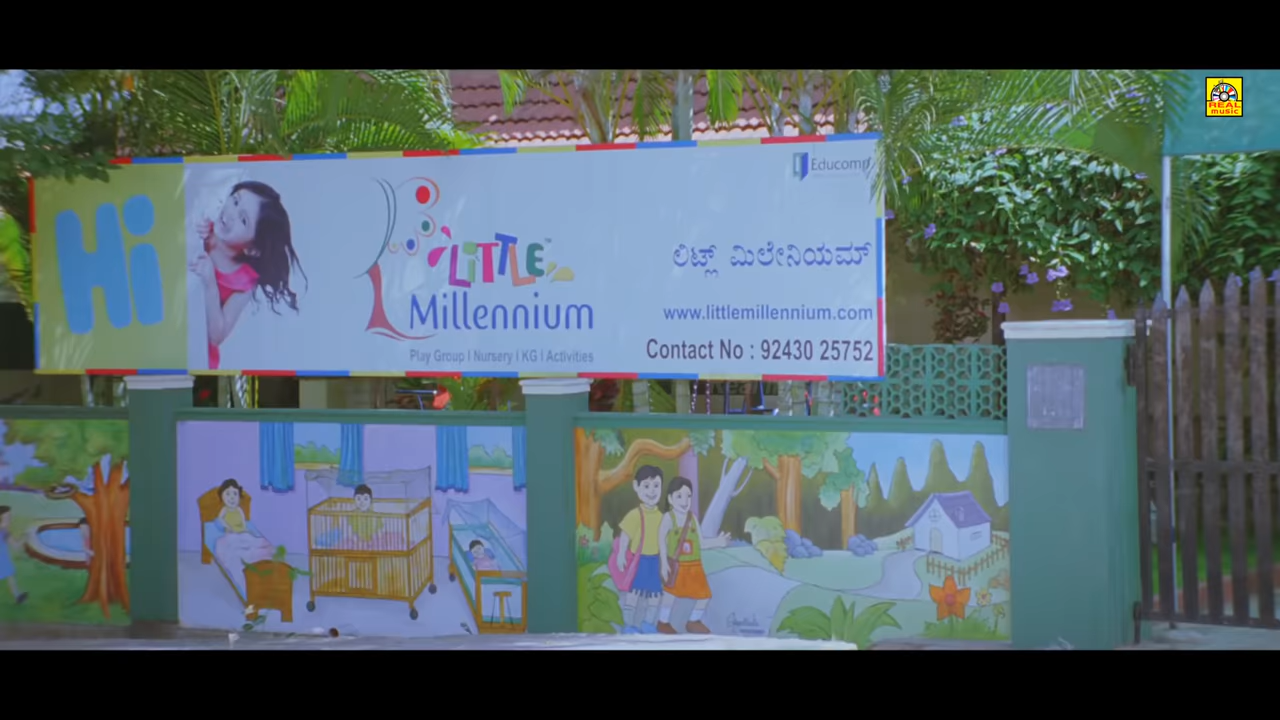 Hi
LITTLE
Millennium
Play Group | Nursery | KG | Activities
Educomp
ಲಿಟ್ಲ್ ಮಿಲೇನಿಯಮ್
www.littlemillennium.com
Contact No : 92430 25752
REAL
music